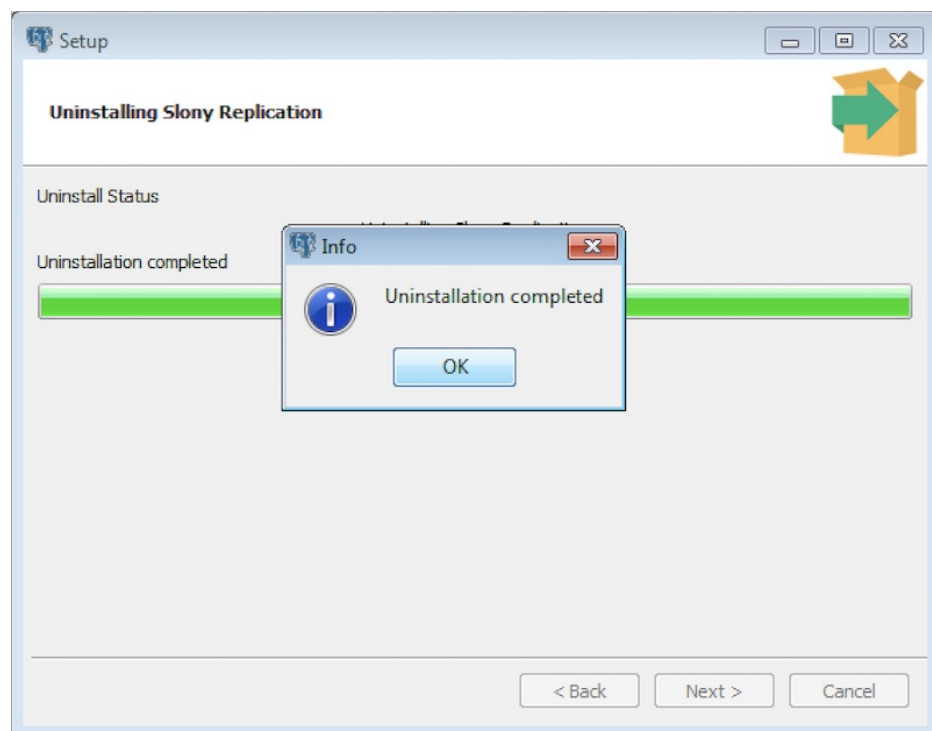 Setup
Uninstalling Slony Replication
Uninstall Status
Uninstallation completed
Info
Uninstallation completed
OK
< Back
Next >
Cancel